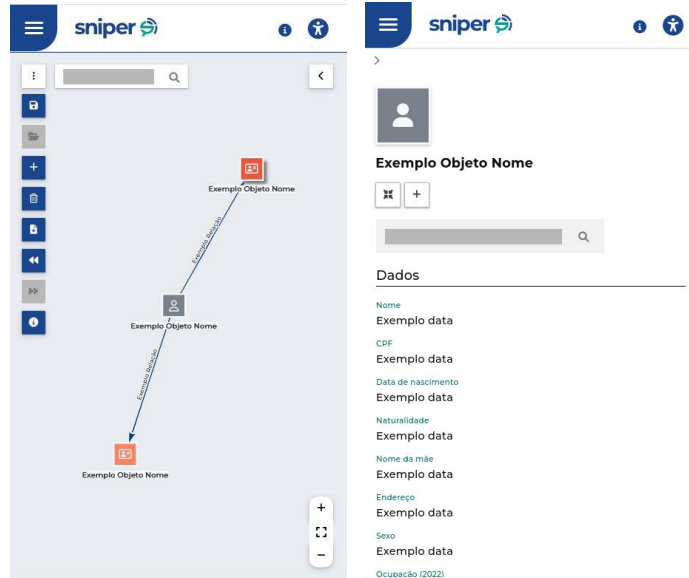 sniper
Exemplo Objeto Nome
Exemplo Relação
Exemplo Objeto Nome
Exemplo Relação
Exemplo Objeto Nome
sniper
Exemplo Objeto Nome
Dados
Nome
Exemplo data
CPF
Exemplo data
Data de nascimento
Exemplo data
Naturalidade
Exemplo data
Nome da mãe
Exemplo data
Endereço
Exemplo data
Sexo
Exemplo data
Ocupação (2022)